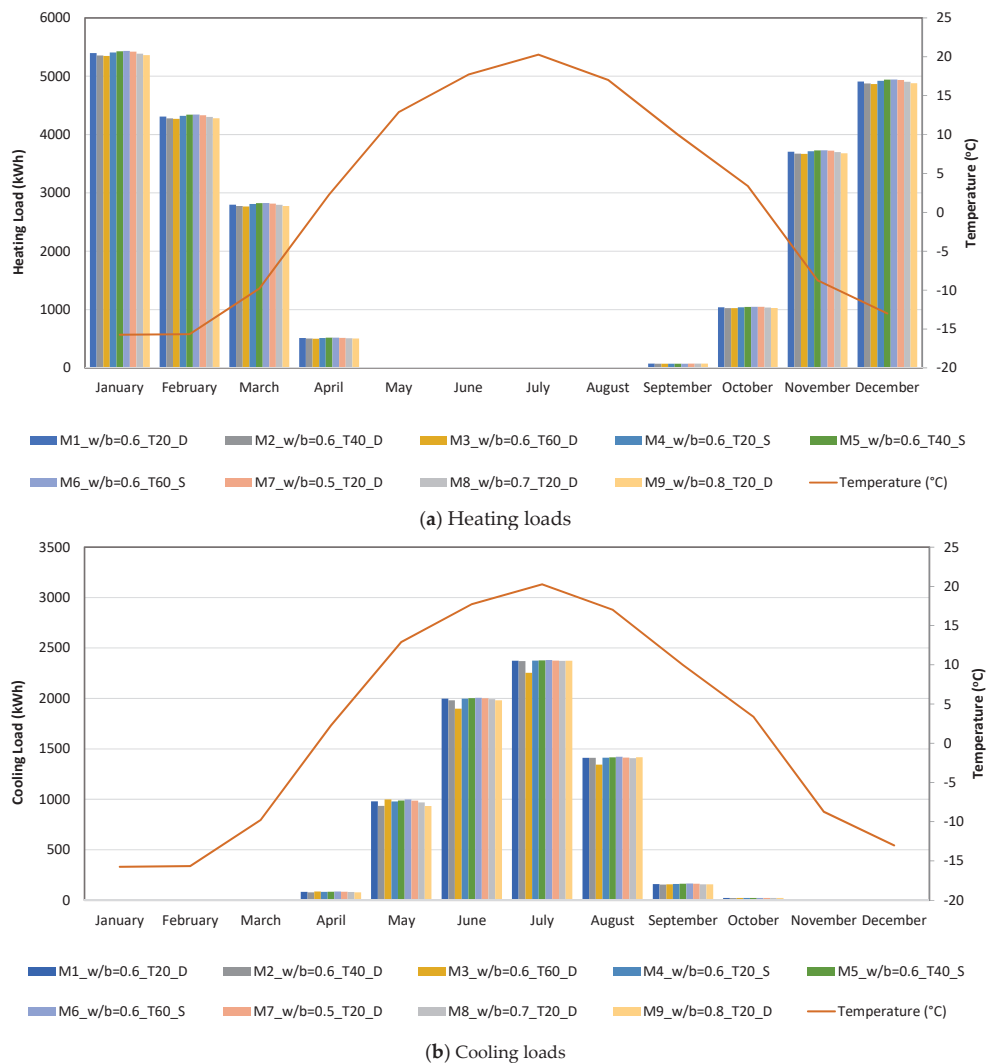 6000
5000
4000
3000
2000
1000
0
Heating Load (kWh)
25
20
15
10
5
0
-5
-10
-15
-20
Temperature (°C)
January February March April May June July August September October November December
M1_w/b=0.6_T20_D M2_w/b=0.6_T40_D M3_w/b=0.6_T60_D M4_w/b=0.6_T20_S M5_w/b=0.6_T40_S
M6_w/b=0.6_T60_S M7_w/b=0.5_T20_D M8_w/b=0.7_T20_D M9_w/b=0.8_T20_D Temperature (°C)
(a) Heating loads
3500
3000
2500
2000
1500
1000
500
0
Cooling Load (kWh)
25
20
15
10
5
0
-5
-10
-15
-20
Temperature (°C)
January February March April May June July August September October November December
M1_w/b=0.6_T20_D M2_w/b=0.6_T40_D M3_w/b=0.6_T60_D M4_w/b=0.6_T20_S M5_w/b=0.6_T40_S
M6_w/b=0.6_T60_S M7_w/b=0.5_T20_D M8_w/b=0.7_T20_D M9_w/b=0.8_T20_D Temperature (°C)
(b) Cooling loads